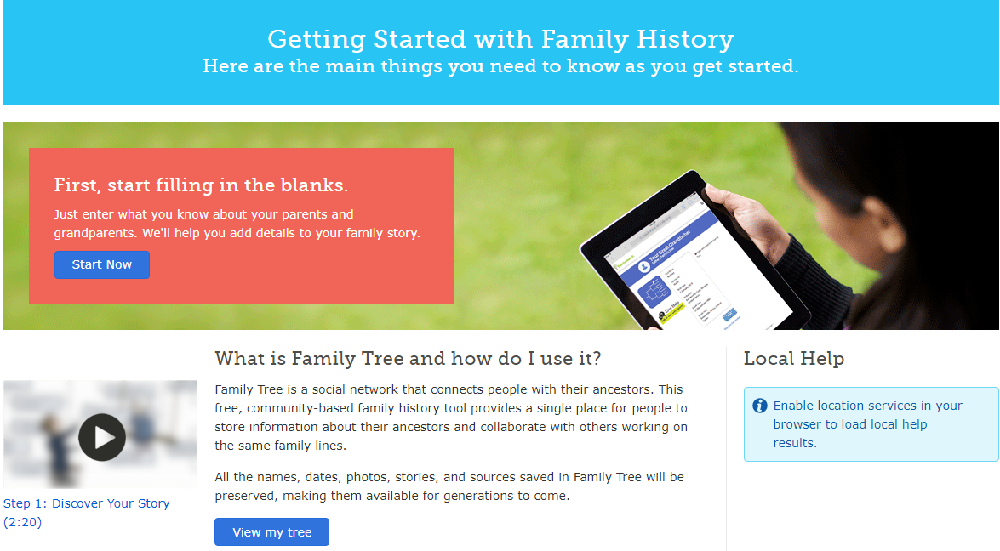 Getting Started with Family History
Here are the main things you need to know as you get started.
First, start filling in the blanks.
Just enter what you know about your parents and
grandparents. We'll help you add details to your family story.
Start Now
Your Great Grandfather
Live Help
What is Family Tree and how do I use it?
Family Tree is a social network that connects people with their ancestors. This
free, community-based family history tool provides a single place for people to
store information about their ancestors and collaborate with others working on
the same family lines.
All the names, dates, photos, stories, and sources saved in Family Tree will be
preserved, making them available for generations to come.
View my tree
Step 1: Discover Your Story
(2:20)
Local Help
Enable location services in your
browser to load local help
results.